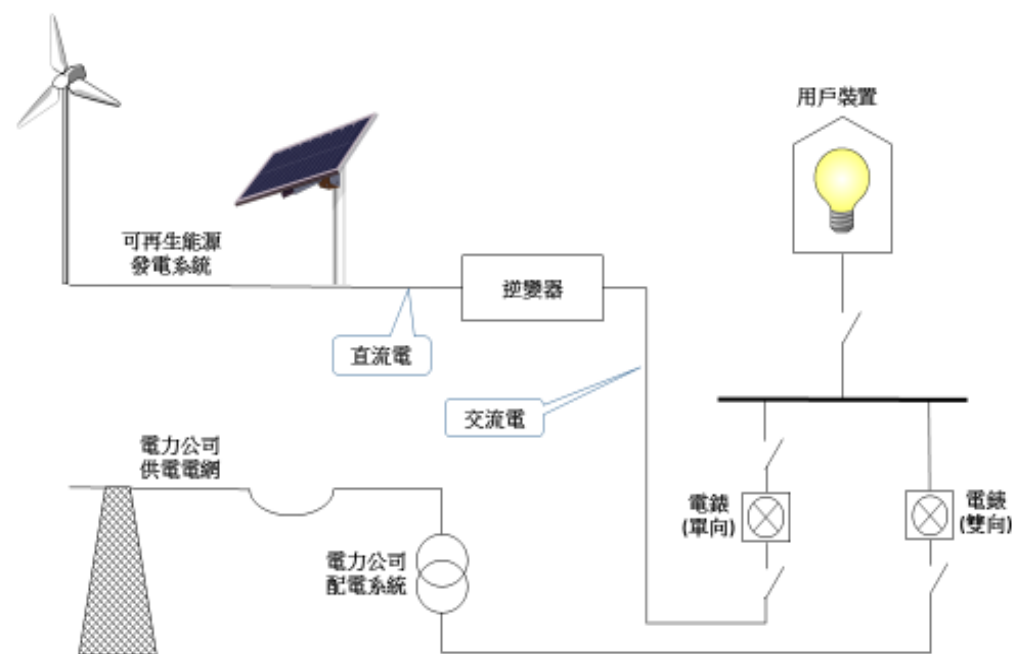 用戶裝置
可再生能源
發電系統
逆變器
直流電
交流電
電力公司
供電電網
電錶
(單向)
電錶
(雙向)
電力公司
配電系統